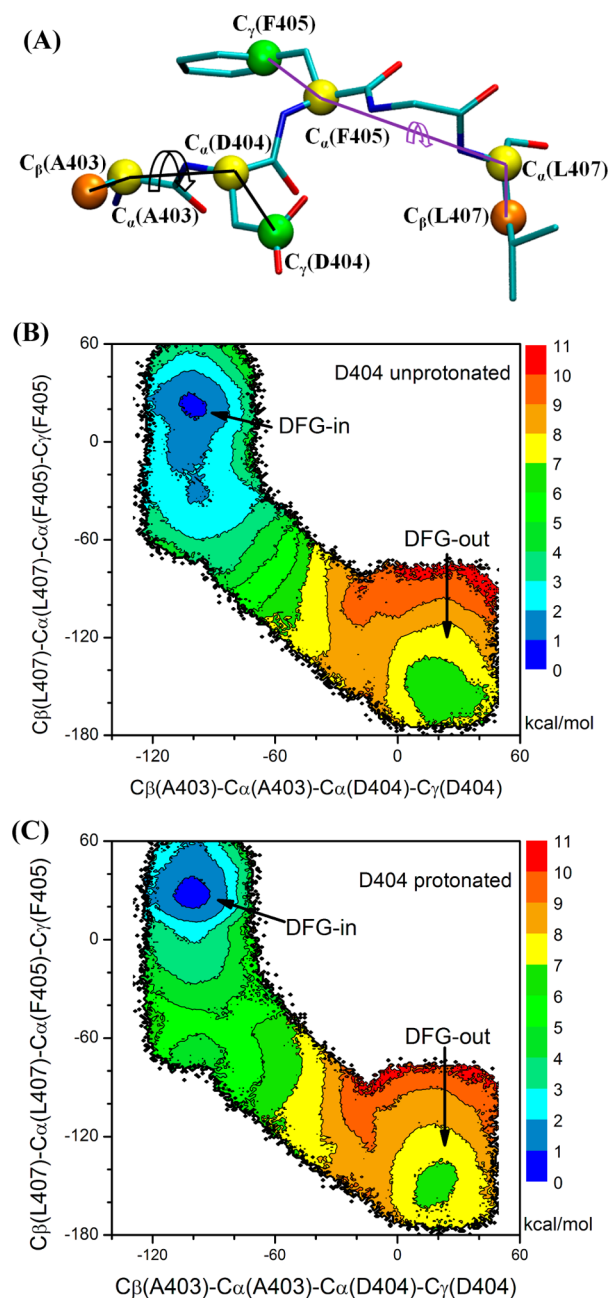 (A)
Cγ(F405)
Cα(D404)
Cα(F405)
Cβ(A403)
Cα(L407)
Cα(A403)
Cβ(L407)
Cγ(D404)
(B)
60
0
-60
-120
-180
Cβ(L407)-Cα(L407)-Cα(F405)-Cγ(F405)
D404 unprotonated
DFG-in
DFG-out
11
10
9
8
7
6
5
4
3
2
1
0
kcal/mol
-120
-60
0
60
Cβ(A403)-Cα(A403)-Cα(D404)-Cγ(D404)
(C)
60
0
-60
-120
-180
Cβ(L407)-Cα(L407)-Cα(F405)-Cγ(F405)
D404 protonated
DFG-in
DFG-out
11
10
9
8
7
6
5
4
3
2
1
0
kcal/mol
-120
-60
0
60
Cβ(A403)-Cα(A403)-Cα(D404)-Cγ(D404)